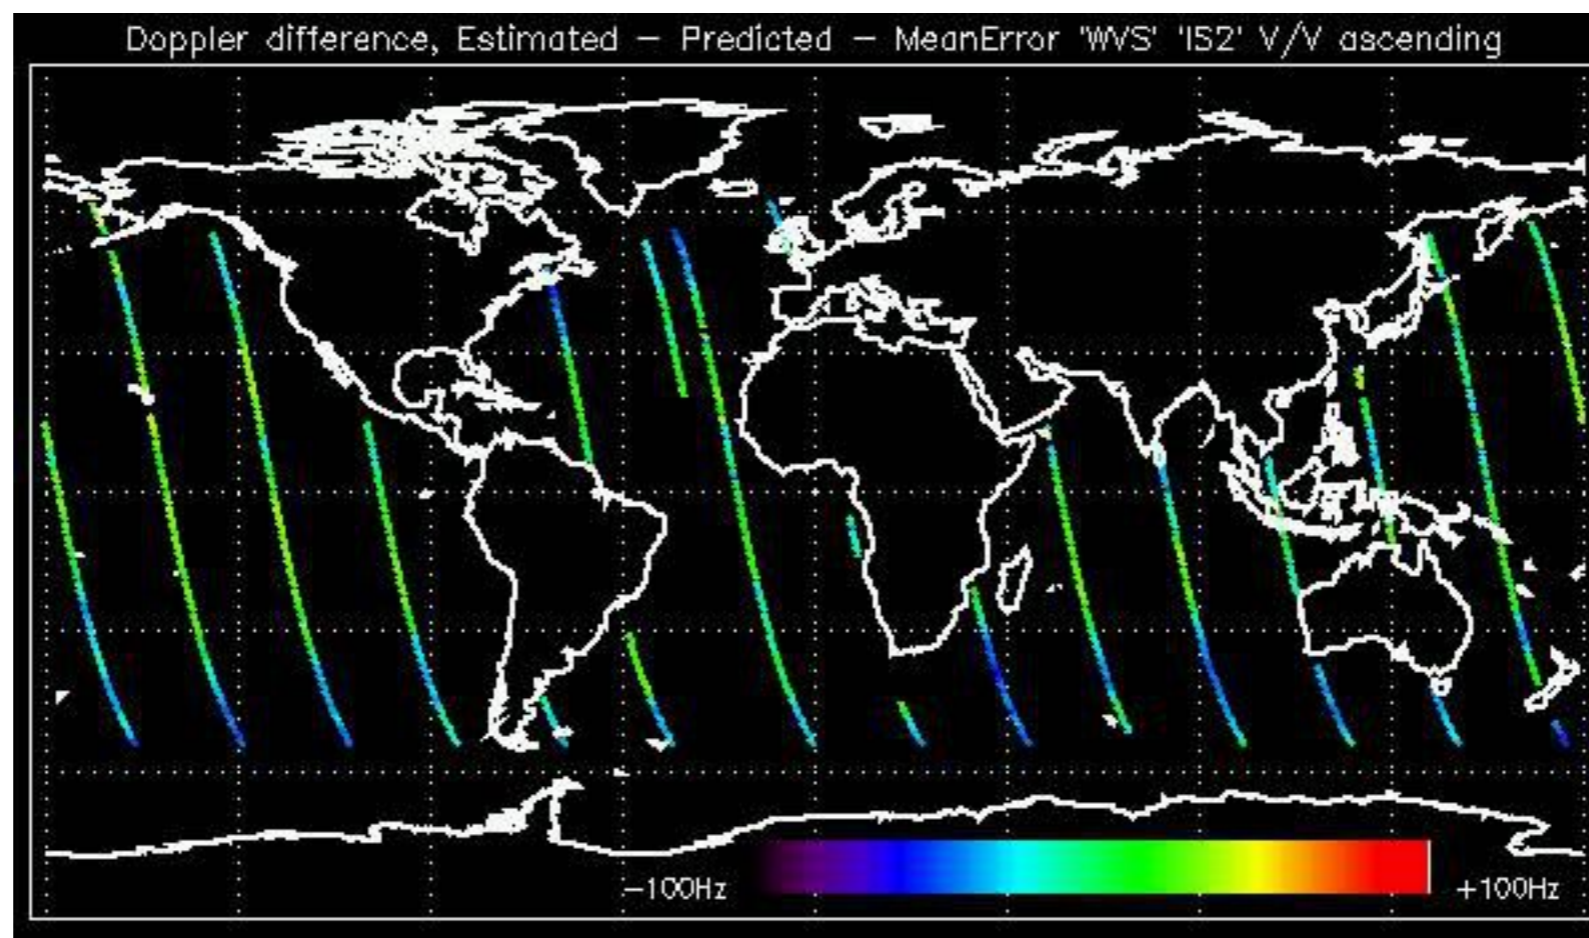 Doppler difference, Estimated – Predicted – MeanError 'WVS' 'IS2' V/V ascending
–100Hz
+100Hz